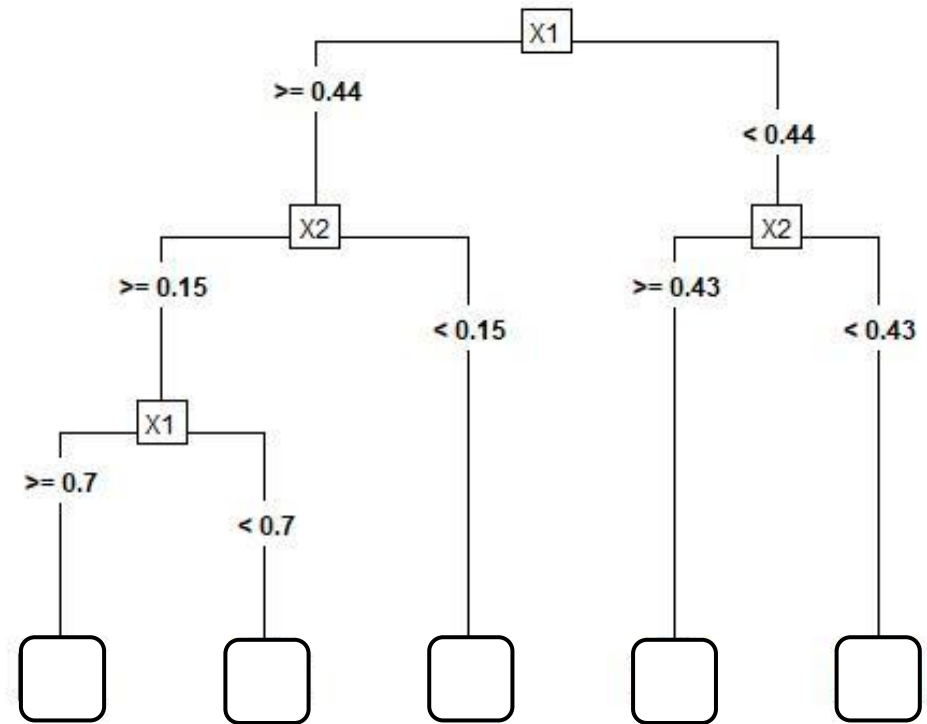 X1
>= 0.44
< 0.44
X2
X2
>= 0.15
>= 0.43
< 0.15
< 0.43
X1
>= 0.7
< 0.7